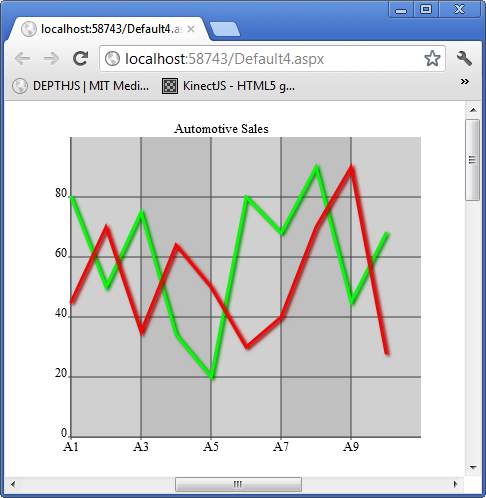 localhost:58743/Default4.as
localhost:58743/Default4.aspx
DEPTHJS | MIT Medi... KinectJS - HTML5 g... »
Automotive Sales
80
60
40
20
0
A1 A3 A5 A7 A9